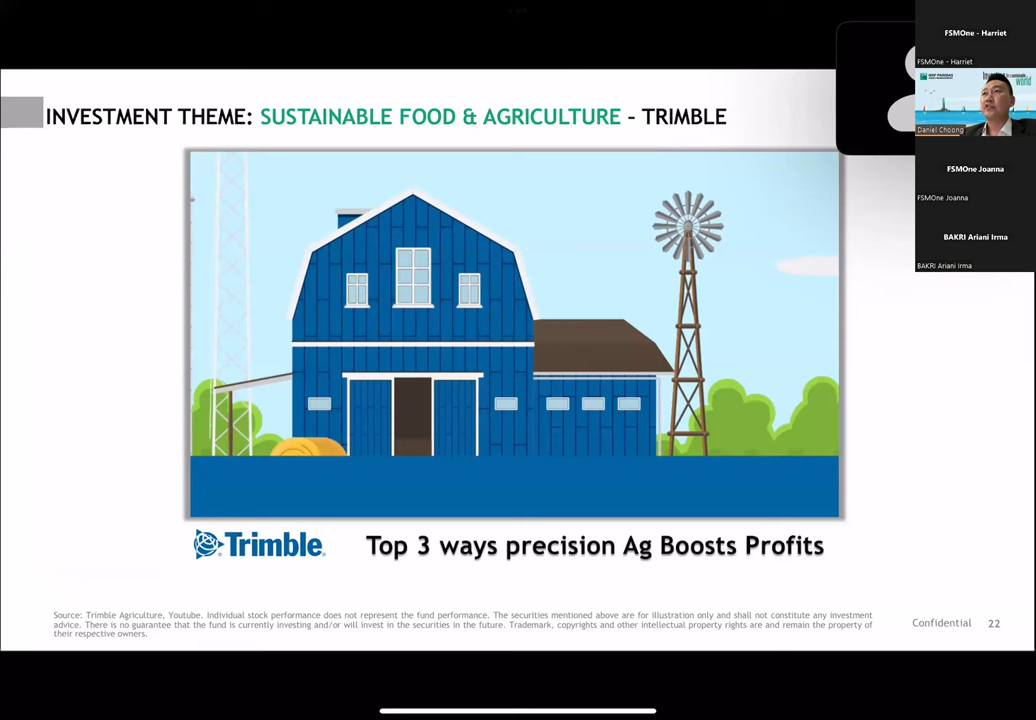 FSMOne - Harriet
FSMOne - Harriet
BNP PARIBAS
world
Daniel Choong
FSMOne Joanna
FSMOne Joanna
BAKRI Ariani Irma
BAKRI Ariani Irma
INVESTMENT THEME: SUSTAINABLE FOOD & AGRICULTURE – TRIMBLE
Trimble®
Top 3 ways precision Ag Boosts Profits
Source: Trimble Agriculture, Youtube. Individual stock performance does not represent the fund performance. The securities mentioned above are for illustration only and shall not constitute any investment
advice. There is no guarantee that the fund is currently investing and/or will invest in the securities in the future. Trademark, copyrights and other intellectual property rights are and remain the property of
their respective owners.
Confidential 22